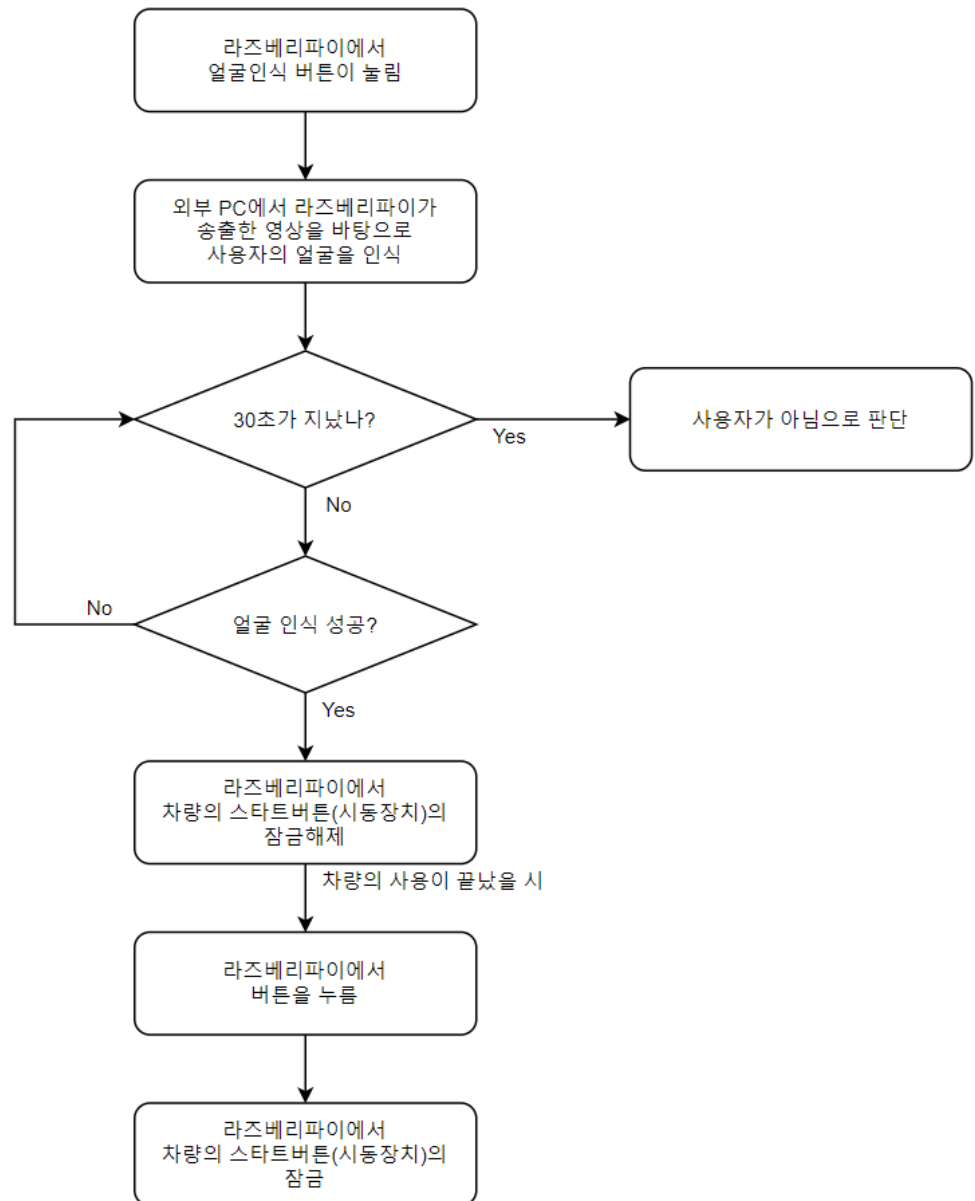 라즈베리파이에서
얼굴인식 버튼이 눌림
외부 PC에서 라즈베리파이가
송출한 영상을 바탕으로
사용자의 얼굴을 인식
30초가 지났나?
Yes
사용자가 아님으로 판단
No
얼굴 인식 성공?
No
Yes
라즈베리파이에서
차량의 스타트버튼(시동장치)의
잠금해제
차량의 사용이 끝났을 시
라즈베리파이에서
버튼을 누름
라즈베리파이에서
차량의 스타트버튼(시동장치)의
잠금